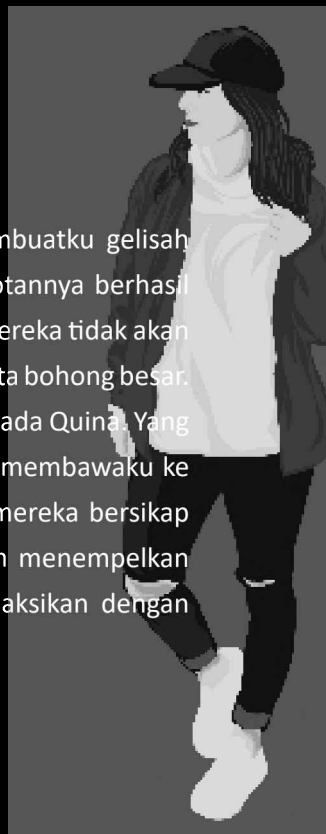 mbuatku gelisah
otannya berhasil
ereka tidak akan
ta bohong besar.
ada Quina. Yang
membawaku ke
mereka bersikap
n menempelkan
aksikan dengan